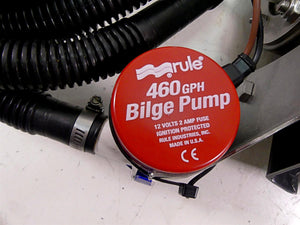 rule
460 GPH
Bilge Pump
12 VOLTS 2 AMP FUSE
IGNITION PROTECTED
RULE INDUSTRIES, INC.
MADE IN U.S.A.
CE